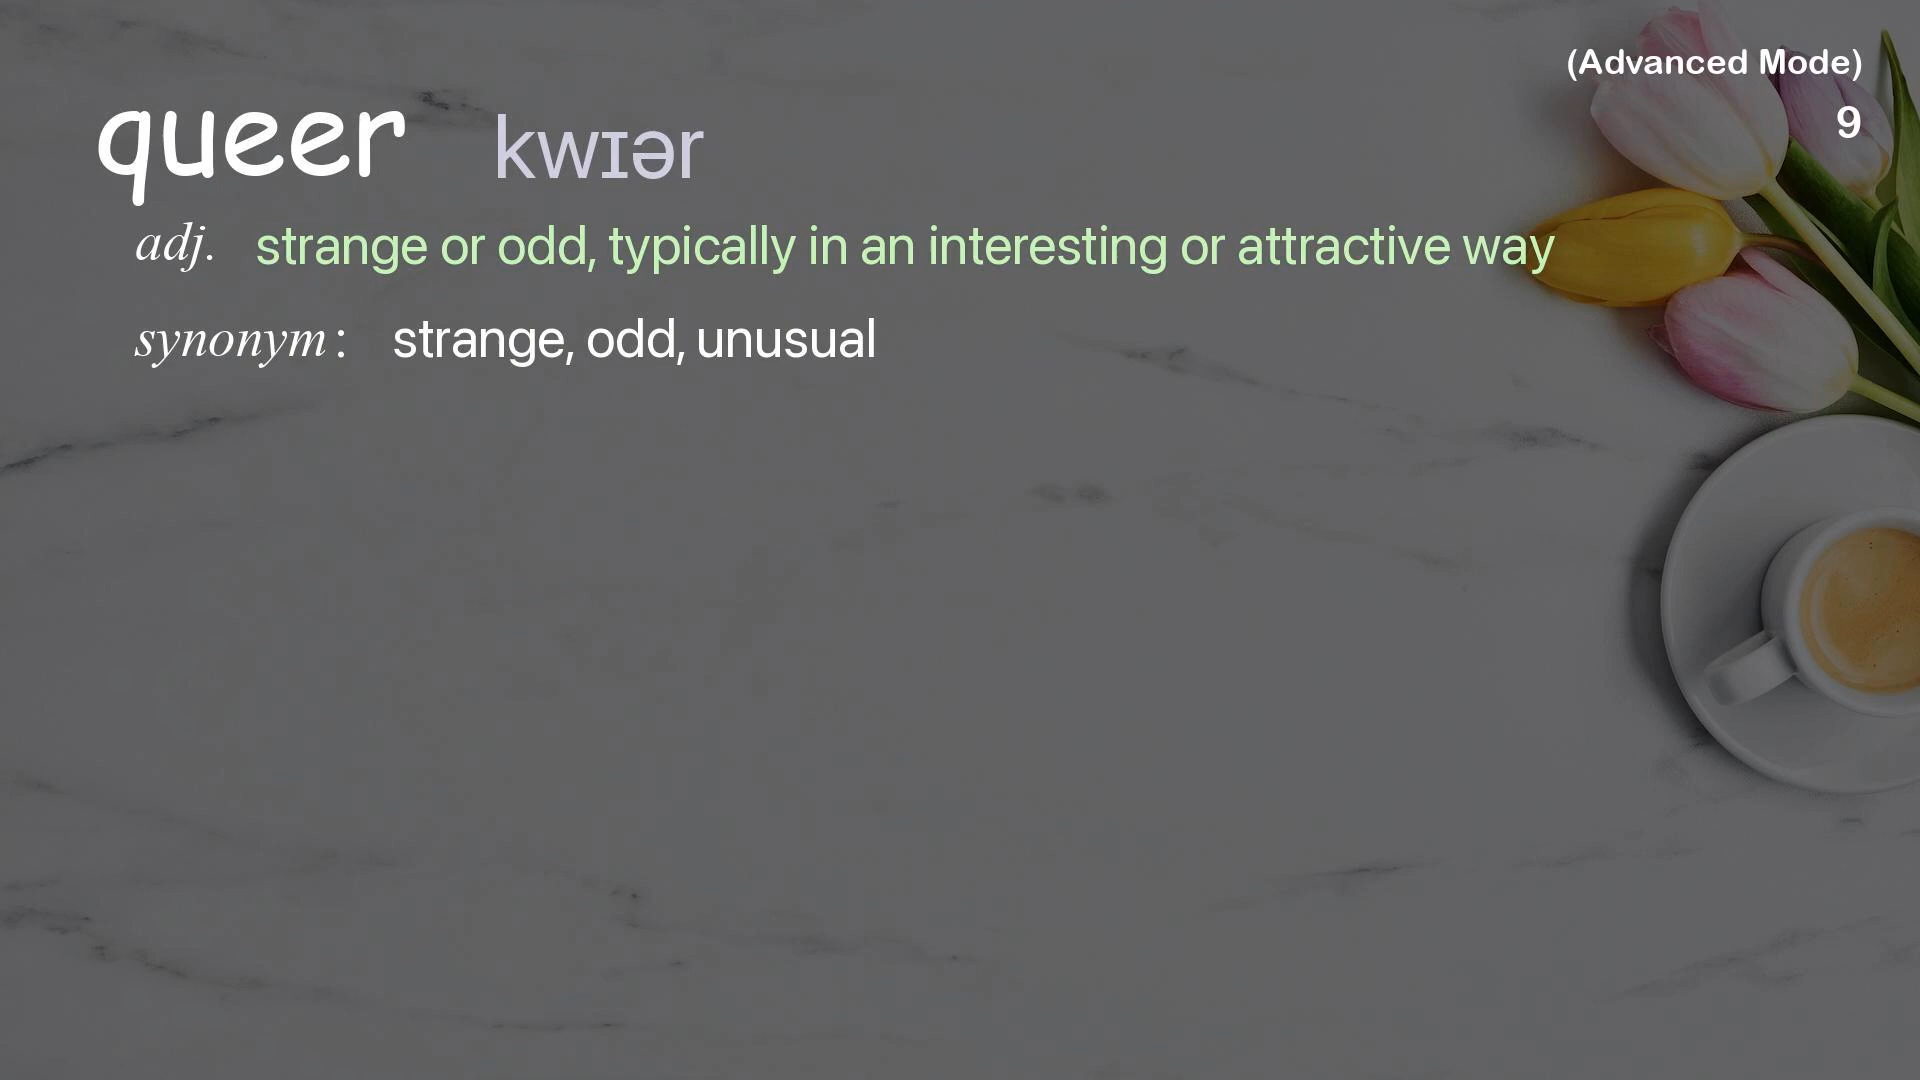 (Advanced Mode)
9
queer kwɪər
adj. strange or odd, typically in an interesting or attractive way
synonym: strange, odd, unusual